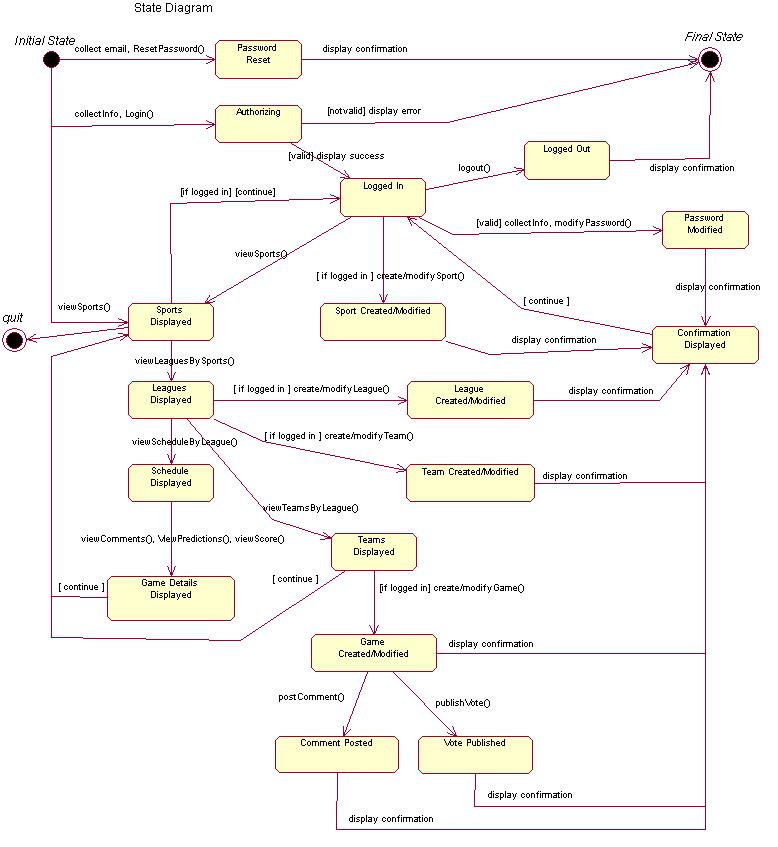 State Diagram
Initial State
Final State
collect email, ResetPassword()
Password
Reset
display confirmation
collectInfo, Login()
Authorizing
[notvalid] display error
[valid] display success
Logged Out
logout()
display confirmation
[if logged in] [continue]
Logged In
[valid] collectInfo, modifyPassword()
Password
Modified
viewSports()
[ if logged in ] create/modifySport()
display confirmation
viewSports()
[ continue ]
quit
Sports
Displayed
Sport Created/Modified
display confirmation
Confirmation
Displayed
viewLeaguesBySports()
Leagues
Displayed
[ if logged in ] create/modifyLeague()
League
Created/Modified
display confirmation
viewScheduleByLeague()
[ if logged in ] create/modifyTeam()
Schedule
Displayed
Team Created/Modified
display confirmation
viewTeamsByLeague()
viewComments(), ViewPredictions(), viewScore()
Teams
Displayed
[ continue ]
Game Details
Displayed
[ continue ]
[if logged in] create/modifyGame()
Game
Created/Modified
display confirmation
postComment()
publishVote()
Comment Posted
Vote Published
display confirmation
display confirmation